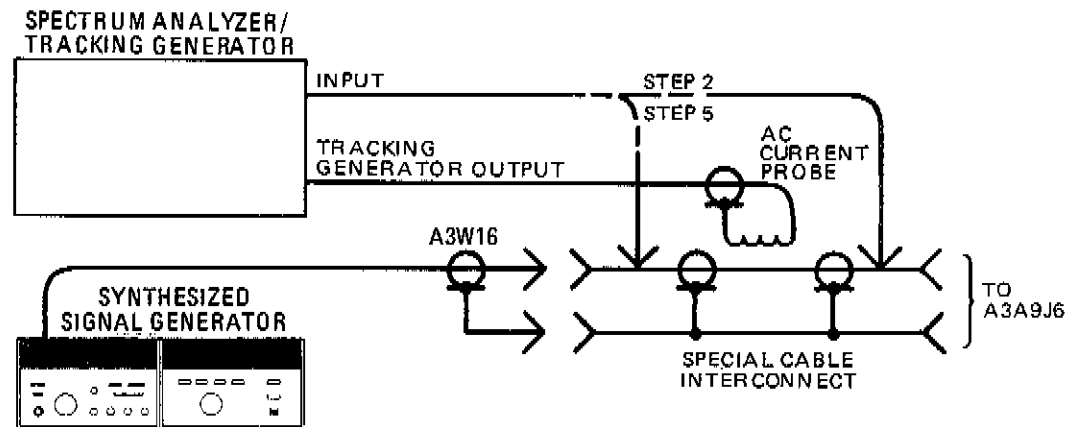 SPECTRUM ANALYZER/
TRACKING GENERATOR
INPUT
STEP 2
STEP 5
TRACKING
GENERATOR OUTPUT
AC
CURRENT
PROBE
A3W16
SYNTHESIZED
SIGNAL GENERATOR
TO
A3A9J6
SPECIAL CABLE
INTERCONNECT